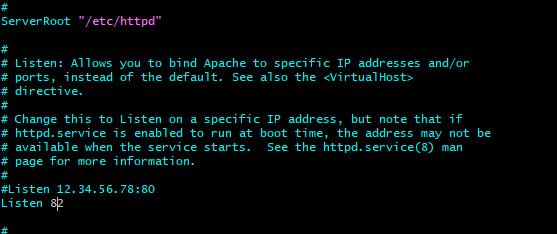 #
ServerRoot "/etc/httpd"
#
# Listen: Allows you to bind Apache to specific IP addresses and/or
# ports, instead of the default. See also the <VirtualHost>
# directive.
#
# Change this to Listen on a specific IP address, but note that if
# httpd.service is enabled to run at boot time, the address may not be
# available when the service starts.  See the httpd.service(8) man
# page for more information.
#
#Listen 12.34.56.78:80
Listen 82
#